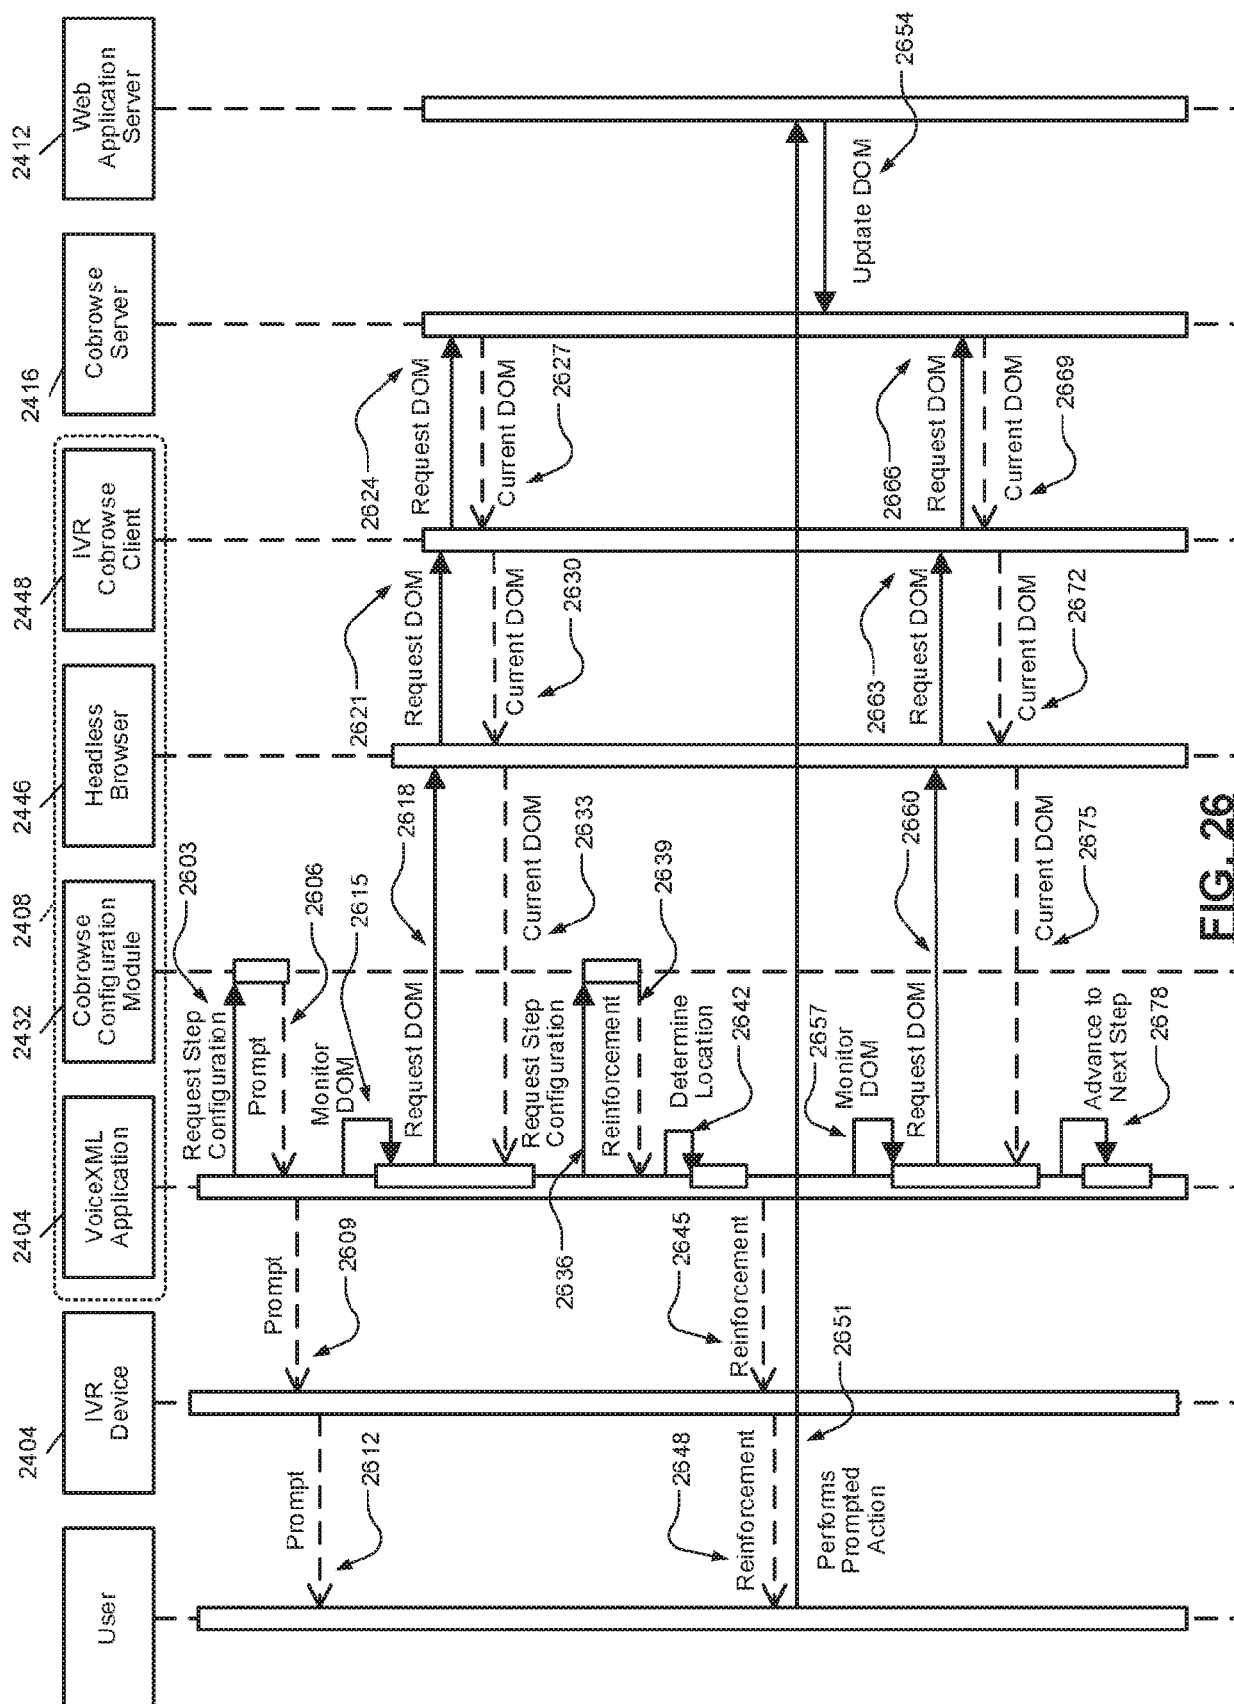 User
IVR
Device
2404
VoiceXML
Application
2404
Cobrowse
Configuration
Module
2432
2408
Headless
Browser
2446
IVR
Cobrowse
Client
2448
Cobrowse
Server
2416
Web
Application
Server
2412
Request Step
Configuration
2603
Prompt
2606
Prompt
2609
Prompt
2612
Monitor
DOM
2615
Request DOM
2618
Request DOM
2621
Request DOM
2624
Current DOM
2627
Current DOM
2630
Current DOM
2633
Request Step
Configuration
2636
Reinforcement
2639
Determine
Location
2642
Reinforcement
2645
Reinforcement
2648
Performs
Prompted
Action
2651
Update DOM
2654
Monitor
DOM
2657
Request DOM
2660
Request DOM
2663
Request DOM
2666
Current DOM
2669
Current DOM
2672
Current DOM
2675
Advance to
Next Step
2678
FIG. 26